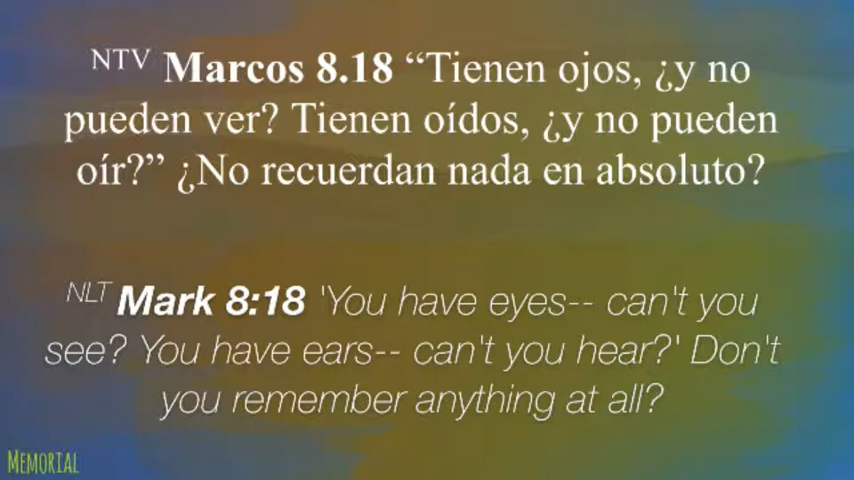 NTV Marcos 8.18 “Tienen ojos, ¿y no
pueden ver? Tienen oídos, ¿y no pueden
oír?” ¿No recuerdan nada en absoluto?
NLT Mark 8:18 'You have eyes-- can't you
see? You have ears-- can't you hear?' Don't
you remember anything at all?
MEMORIAL